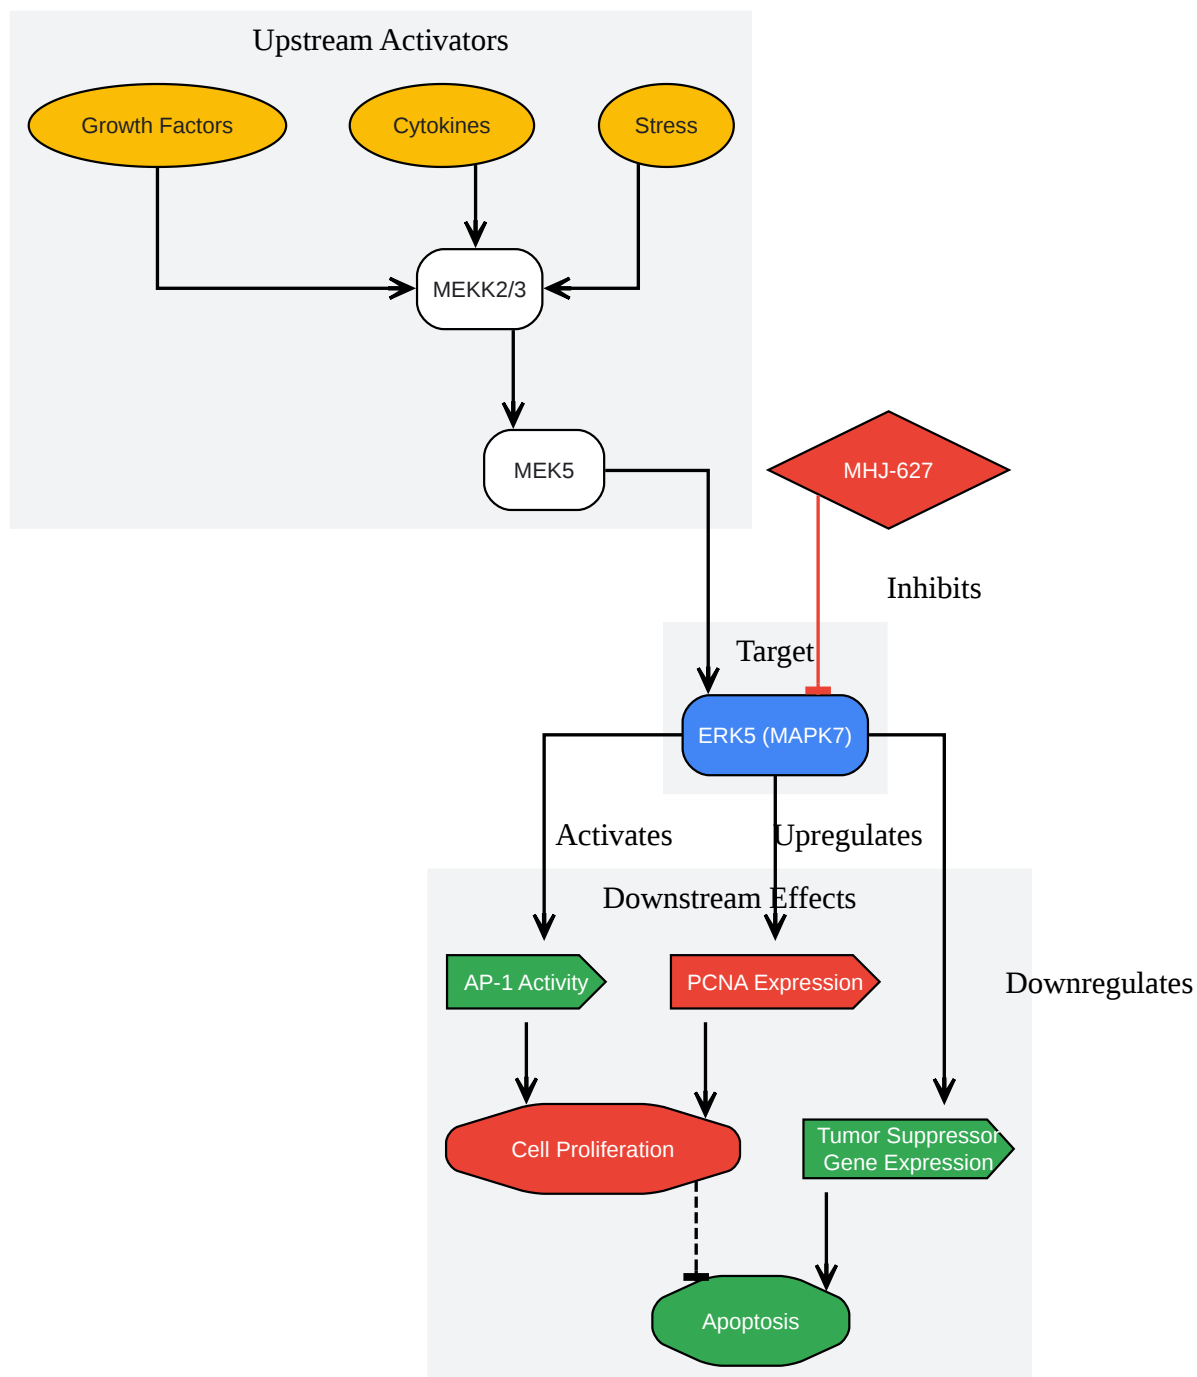 Upstream Activators
Growth Factors
Cytokines
Stress
MEKK2/3
MEK5
MHJ-627
Inhibits
Target
ERK5 (MAPK7)
Activates
Upregulates
Downstream Effects
AP-1 Activity
PCNA Expression
Downregulates
Cell Proliferation
Tumor Suppressor
Gene Expression
Apoptosis